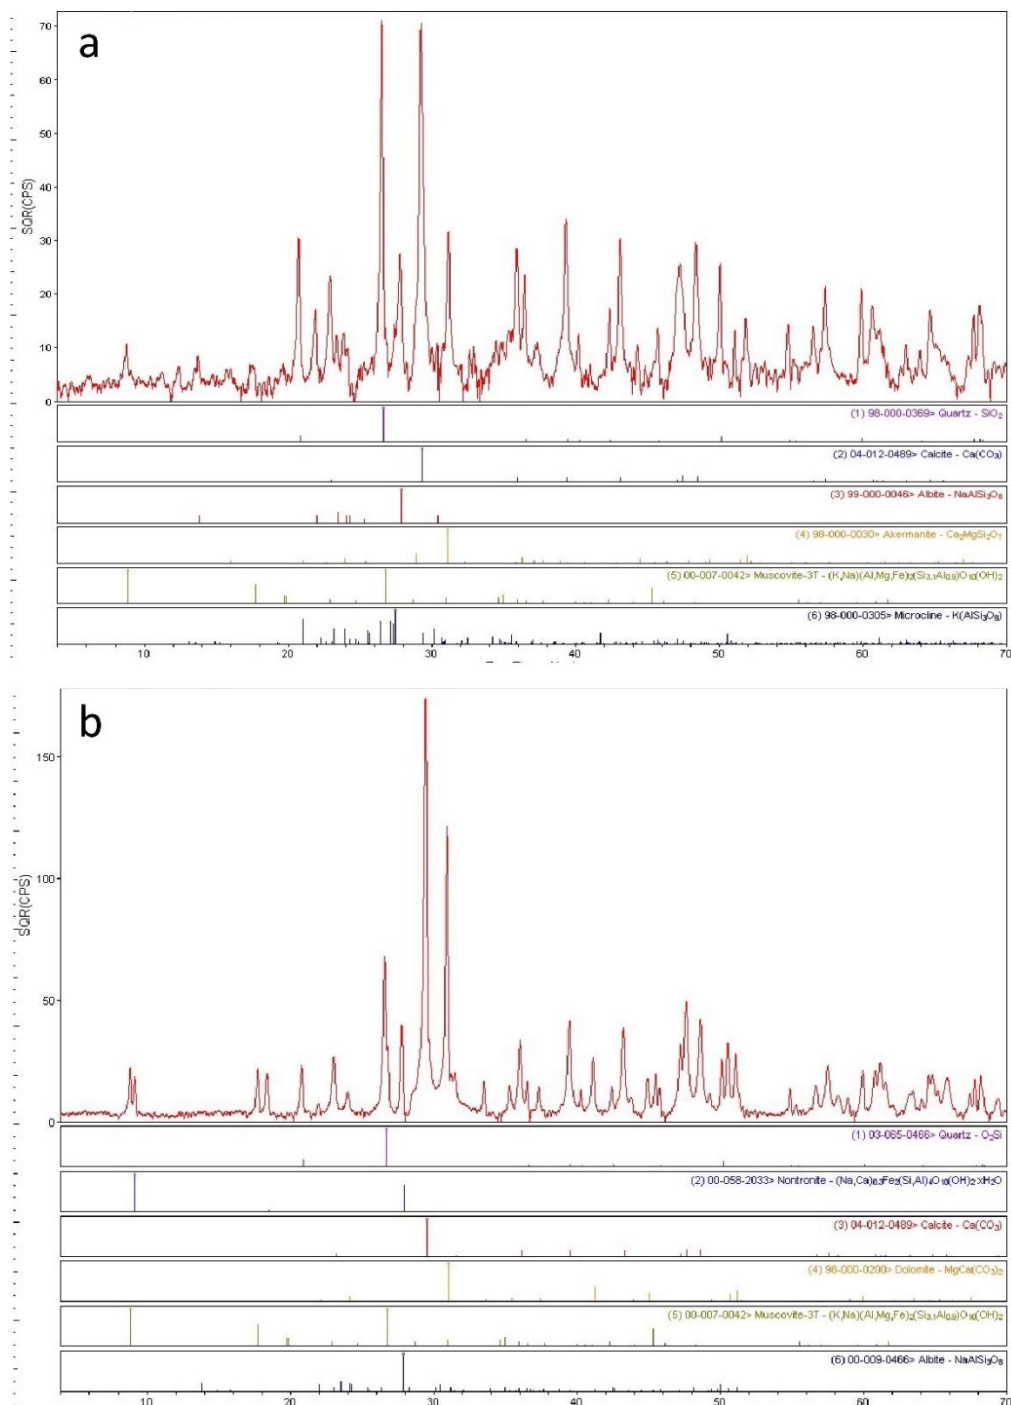 a
70
60
50
40
30
20
10
0
SQR(CPS)
(1) 98-000-0369> Quartz - SiO₂
(2) 04-012-0489> Calcite - Ca(CO₃)
(3) 99-000-0046> Albite - NaAlSi₃O₈
(4) 98-000-0030> Akermanite - Ca₂MgSi₂O₇
(5) 00-007-0042> Muscovite-3T - (K,Na)(Al,Mg,Fe)₂(Si₃.₁Al₀.₉)O₁₀(OH)₂
(6) 98-000-0305> Microcline - K(AlSi₃O₈)
10 20 30 40 50 60 70
b
150
100
50
0
SQR(CPS)
(1) 03-065-0466> Quartz - O₂Si
(2) 00-058-2033> Nontronite - (Na,Ca)₀.₃Fe₂(Si,Al)₄O₁₀(OH)₂·xH₂O
(3) 04-012-0489> Calcite - Ca(CO₃)
(4) 98-000-0200> Dolomite - MgCa(CO₃)₂
(5) 00-007-0042> Muscovite-3T - (K,Na)(Al,Mg,Fe)₂(Si₃.₁Al₀.₉)O₁₀(OH)₂
(6) 00-009-0466> Albite - NaAlSi₃O₈
10 20 30 40 50 60 70